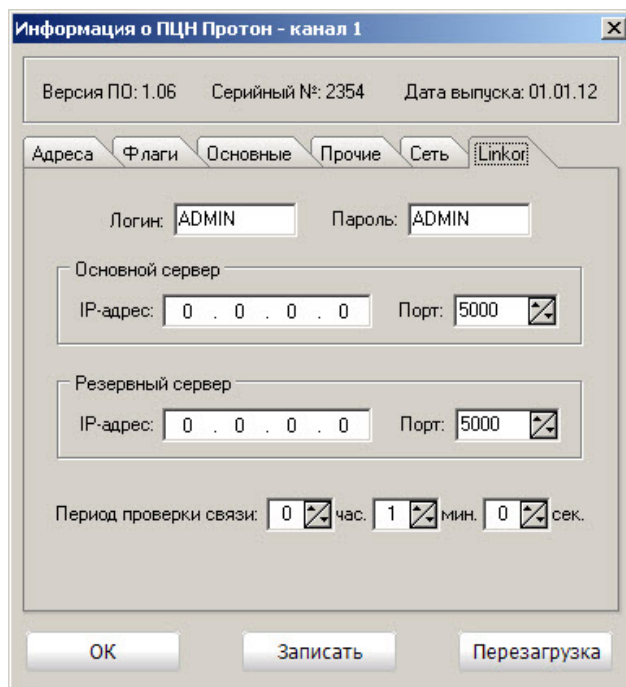 Информация о ПЦН Протон - канал 1
Версия ПО: 1.06 Серийный №: 2354 Дата выпуска: 01.01.12
Адреса Флаги Основные Прочие Сеть Linkor
Логин: ADMIN Пароль: ADMIN
Основной сервер
IP-адрес: 0 . 0 . 0 . 0 Порт: 5000
Резервный сервер
IP-адрес: 0 . 0 . 0 . 0 Порт: 5000
Период проверки связи: 0 час. 1 мин. 0 сек.
ОК Записать Перезагрузка